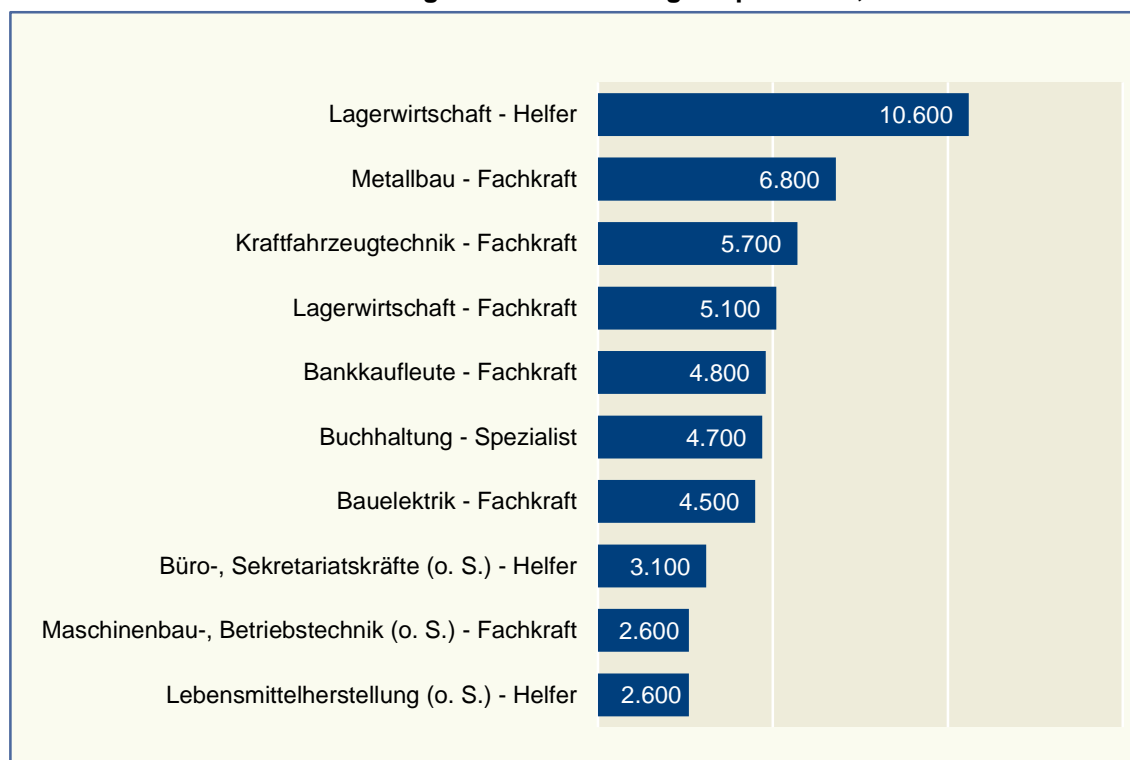 Lagerwirtschaft - Helfer 10.600
Metallbau - Fachkraft 6.800
Kraftfahrzeugtechnik - Fachkraft 5.700
Lagerwirtschaft - Fachkraft 5.100
Bankkaufleute - Fachkraft 4.800
Buchhaltung - Spezialist 4.700
Bauelektrik - Fachkraft 4.500
Büro-, Sekretariatskräfte (o. S.) - Helfer 3.100
Maschinenbau-, Betriebstechnik (o. S.) - Fachkraft 2.600
Lebensmittelherstellung (o. S.) - Helfer 2.600